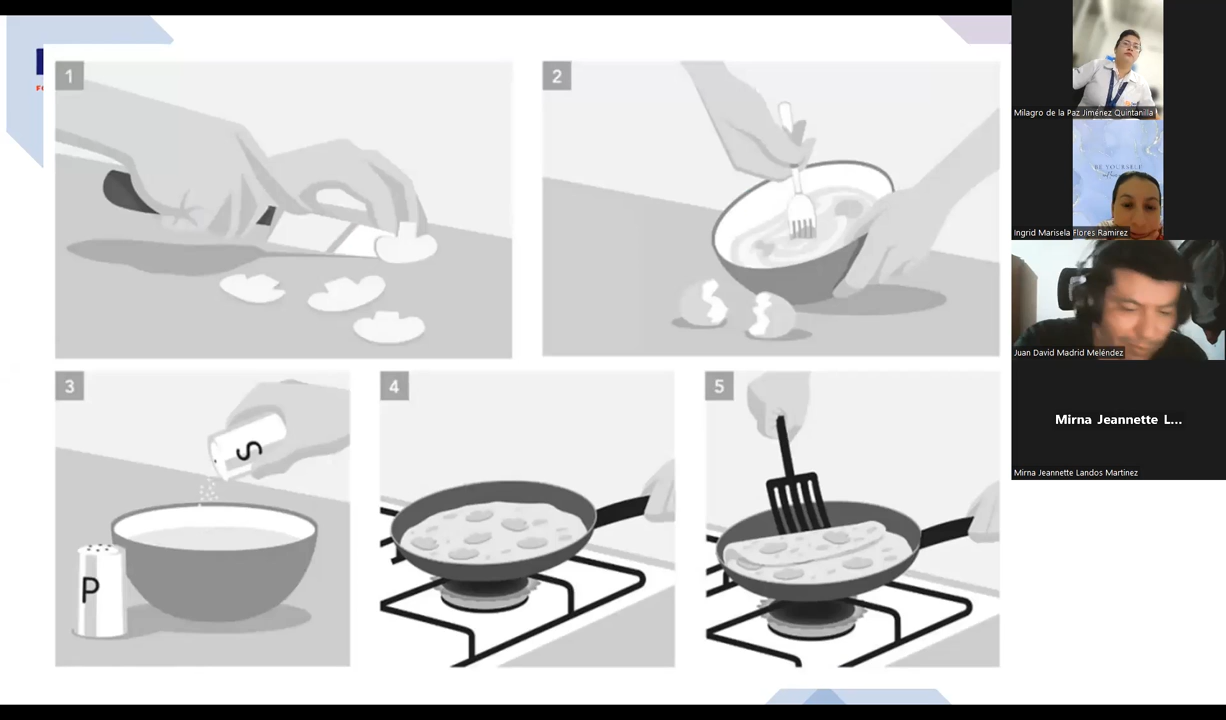 1
2
3
S
P
4
5
Milagro de la Paz Jiménez Quintanilla
BE YOURSELF
Ingrid Marisela Flores Ramirez
Juan David Madrid Meléndez
Mirna Jeannette L...
Mirna Jeannette Landos Martinez